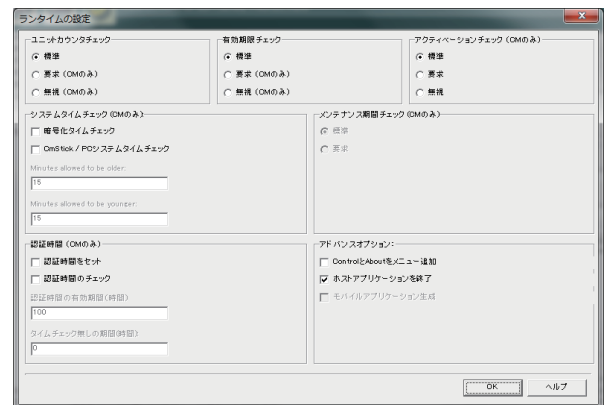 ランタイムの設定
ユニットカウンタチェック
標準
要求 (CMのみ)
無視 (CMのみ)
有効期限チェック
標準
要求 (CMのみ)
無視 (CMのみ)
アクティベーションチェック (CMのみ)
標準
要求
無視
システムタイムチェック (CMのみ)
暗号化タイムチェック
CmStick / PCシステムタイムチェック
Minutes allowed to be older:
15
Minutes allowed to be younger:
15
メンテナンス期間チェック (CMのみ)
標準
要求
認証時間 (CMのみ)
認証時間をセット
認証時間のチェック
認証時間の有効期間(時間)
100
タイムチェック無しの期間(時間):
0
アドバンスオプション:
ControlとAboutをメニュー追加
ホストアプリケーションを終了
モバイルアプリケーション生成
OK
ヘルプ